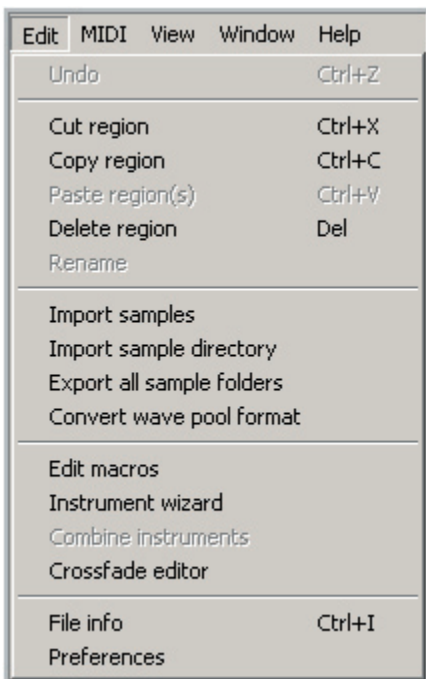 Edit MIDI View Window Help
Undo Ctrl+Z
Cut region Ctrl+X
Copy region Ctrl+C
Paste region(s) Ctrl+V
Delete region Del
Rename
Import samples
Import sample directory
Export all sample folders
Convert wave pool format
Edit macros
Instrument wizard
Combine instruments
Crossfade editor
File info Ctrl+I
Preferences